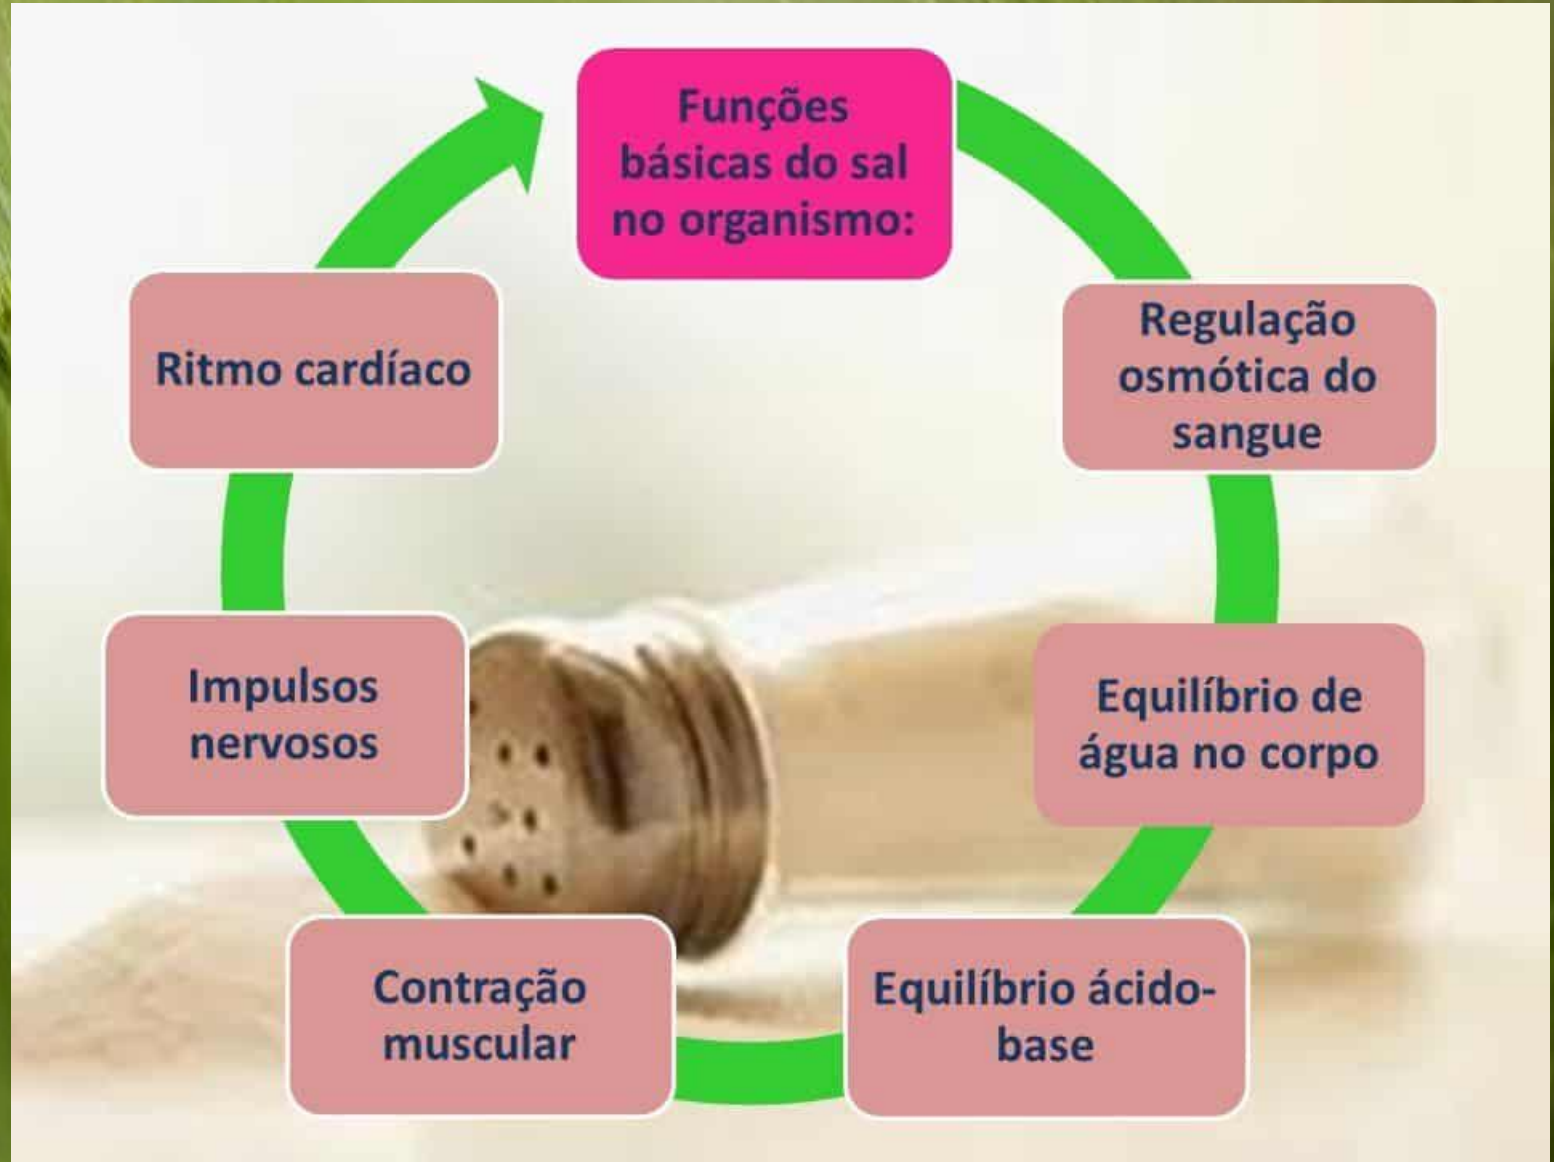 Funções
básicas do sal
no organismo:
Regulação
osmótica do
sangue
Equilíbrio de
água no corpo
Equilíbrio ácido-
base
Contração
muscular
Impulsos
nervosos
Ritmo cardíaco